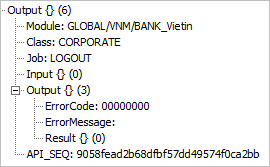 Output {} (6)
Module: GLOBAL/VNM/BANK_Vietin
Class: CORPORATE
Job: LOGOUT
Input {} (0)
Output {} (3)
ErrorCode: 00000000
ErrorMessage:
Result {} (0)
API_SEQ: 9058fead2b68dfbf57dd49574f0ca2bb